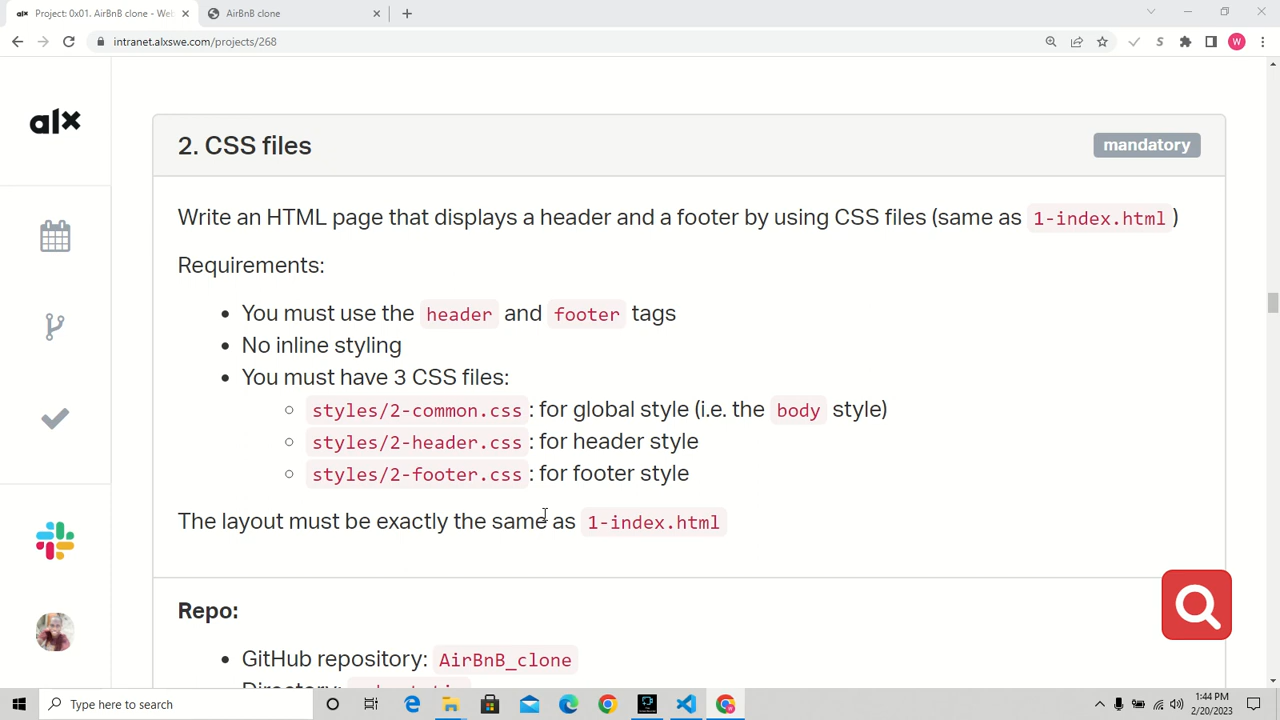 alx Project: 0x01. AirBnB clone - We
AirBnB clone
intranet.alxswe.com/projects/268
W
alx
2. CSS files
mandatory
Write an HTML page that displays a header and a footer by using CSS files (same as 1-index.html )
Requirements:
You must use the header and footer tags
No inline styling
You must have 3 CSS files:
styles/2-common.css : for global style (i.e. the body style)
styles/2-header.css : for header style
styles/2-footer.css : for footer style
The layout must be exactly the same as 1-index.html
Repo:
GitHub repository: AirBnB_clone
Type here to search
1:44 PM
2/20/2023